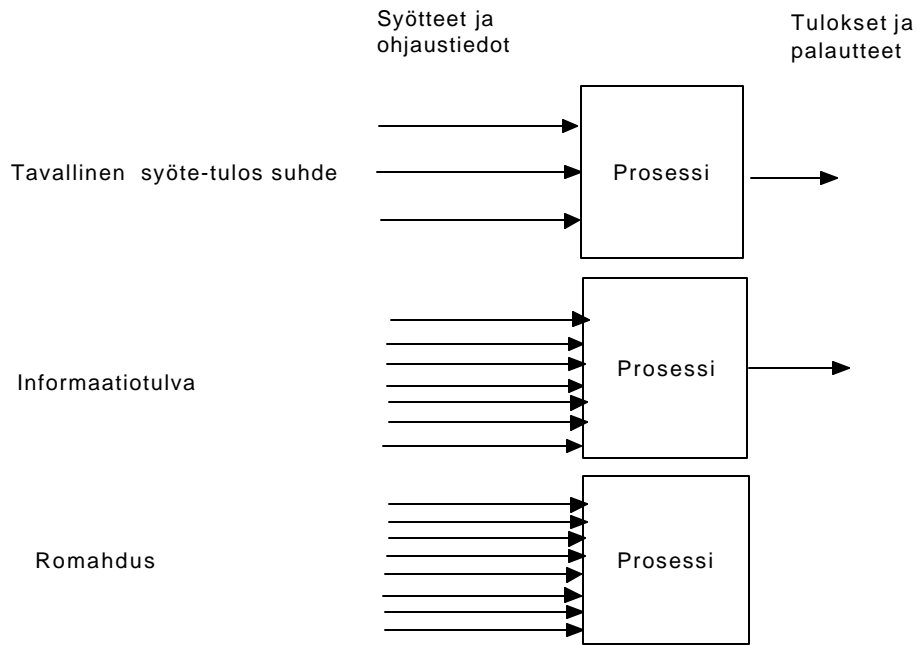 Syötteet ja
ohjaustiedot
Tulokset ja
palautteet
Tavallinen syöte-tulos suhde
Prosessi
Informaatiotulva
Prosessi
Romahdus
Prosessi